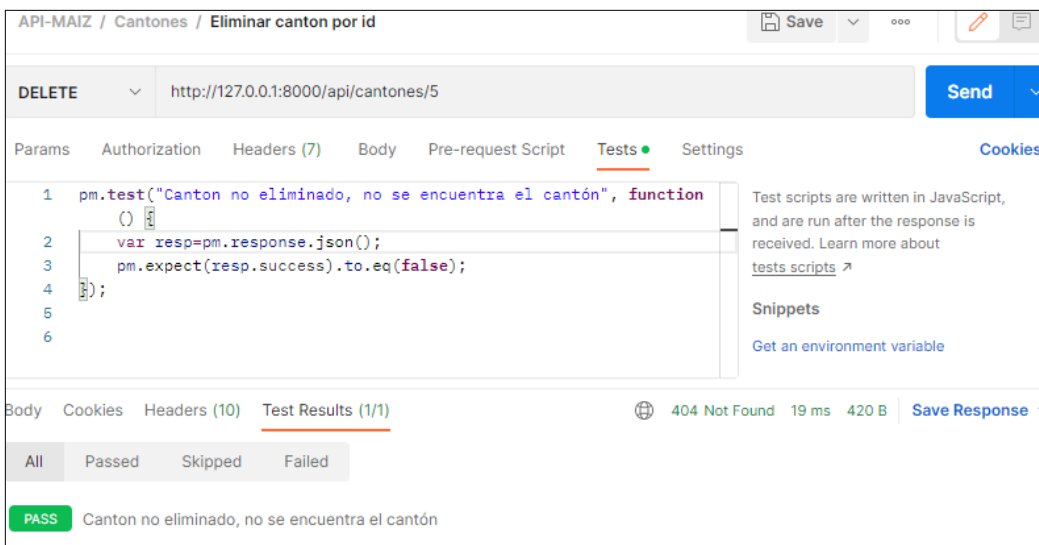 API-MAIZ / Cantones / Eliminar canton por id
Save
DELETE http://127.0.0.1:8000/api/cantones/5 Send
Params Authorization Headers (7) Body Pre-request Script Tests Settings Cookies
1 pm.test("Canton no eliminado, no se encuentra el cantón", function
() {
2 var resp=pm.response.json();
3 pm.expect(resp.success).to.eq(false);
4 });
5
6
Test scripts are written in JavaScript,
and are run after the response is
received. Learn more about
tests scripts ↗
Snippets
Get an environment variable
Body Cookies Headers (10) Test Results (1/1) 404 Not Found 19 ms 420 B Save Response
All Passed Skipped Failed
PASS Canton no eliminado, no se encuentra el cantón